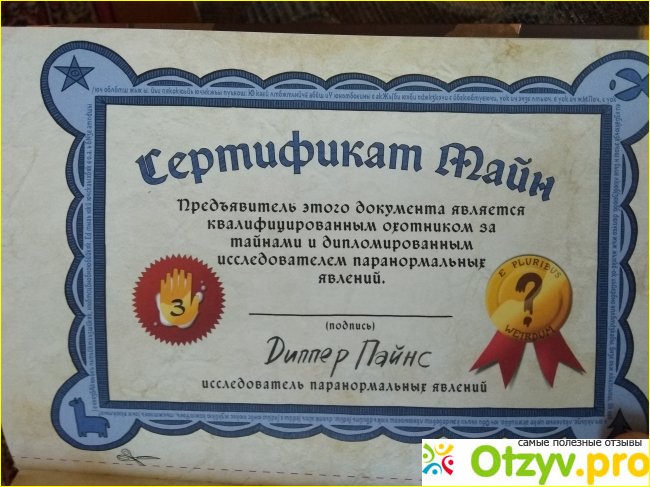 Сертификат Тайн
Предъявитель этого документа является
квалифицированным охотником за
тайнами и дипломированным
исследователем паранормальных
явлений.
3
E PLURIBUS
?
WEIRDUM
(подпись)
Диппер Пайнс
исследователь паранормальных явлений
самые полезные отзывы
Otzyv.pro